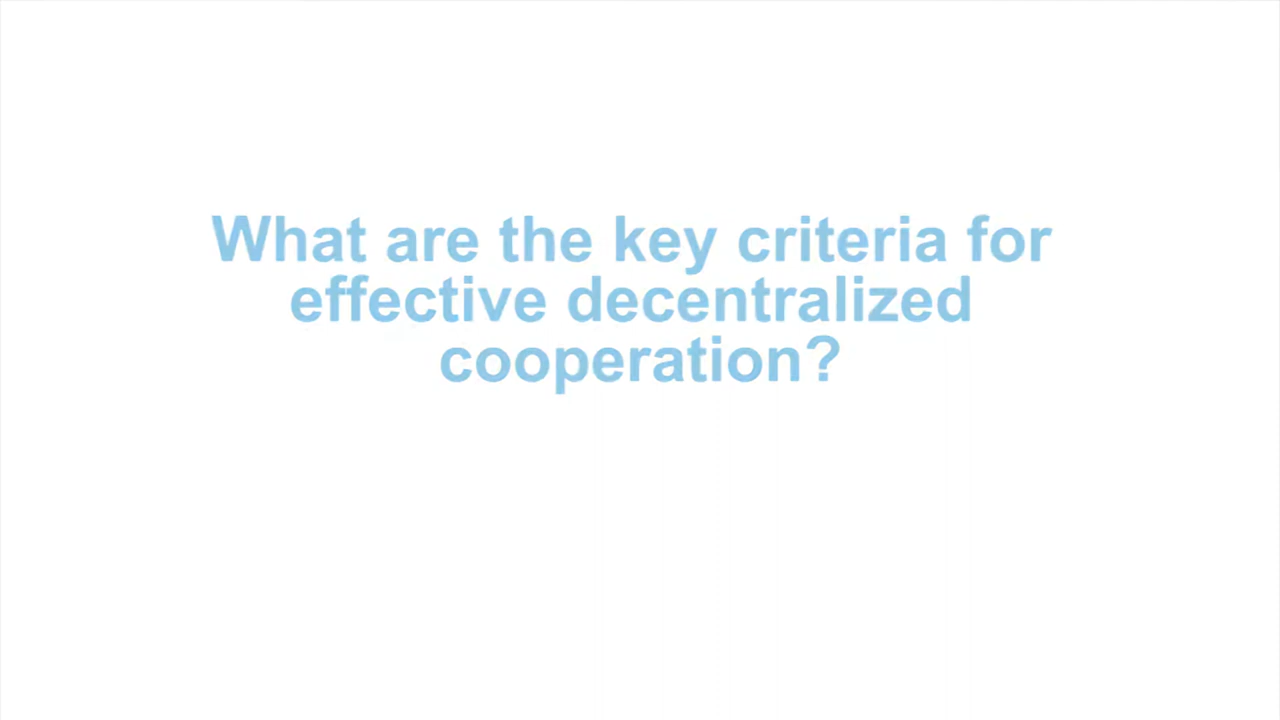 What are the key criteria for
effective decentralized
cooperation?